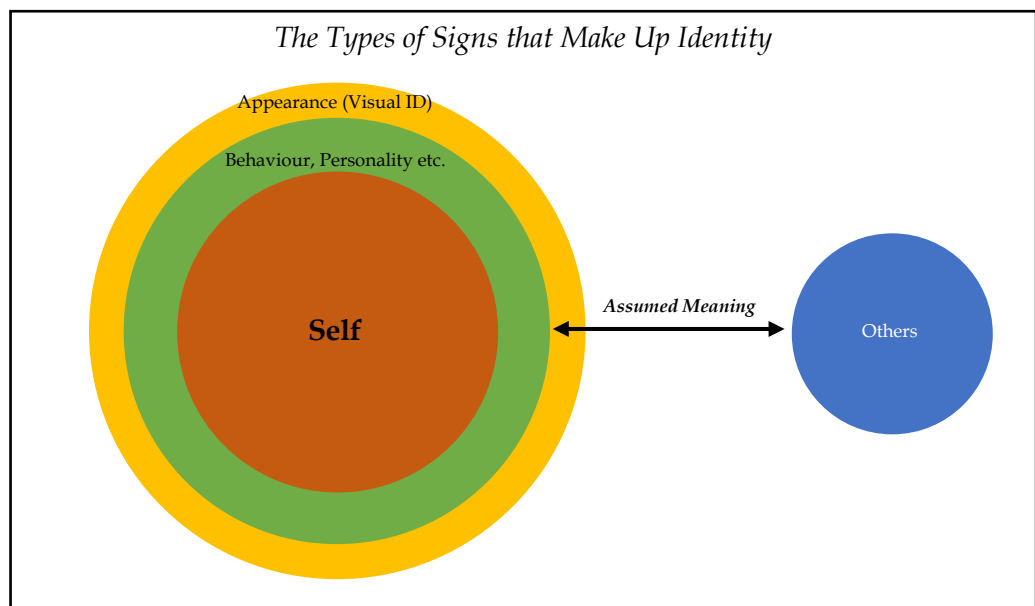 The Types of Signs that Make Up Identity
Appearance (Visual ID)
Behaviour, Personality etc.
Self
Assumed Meaning
Others